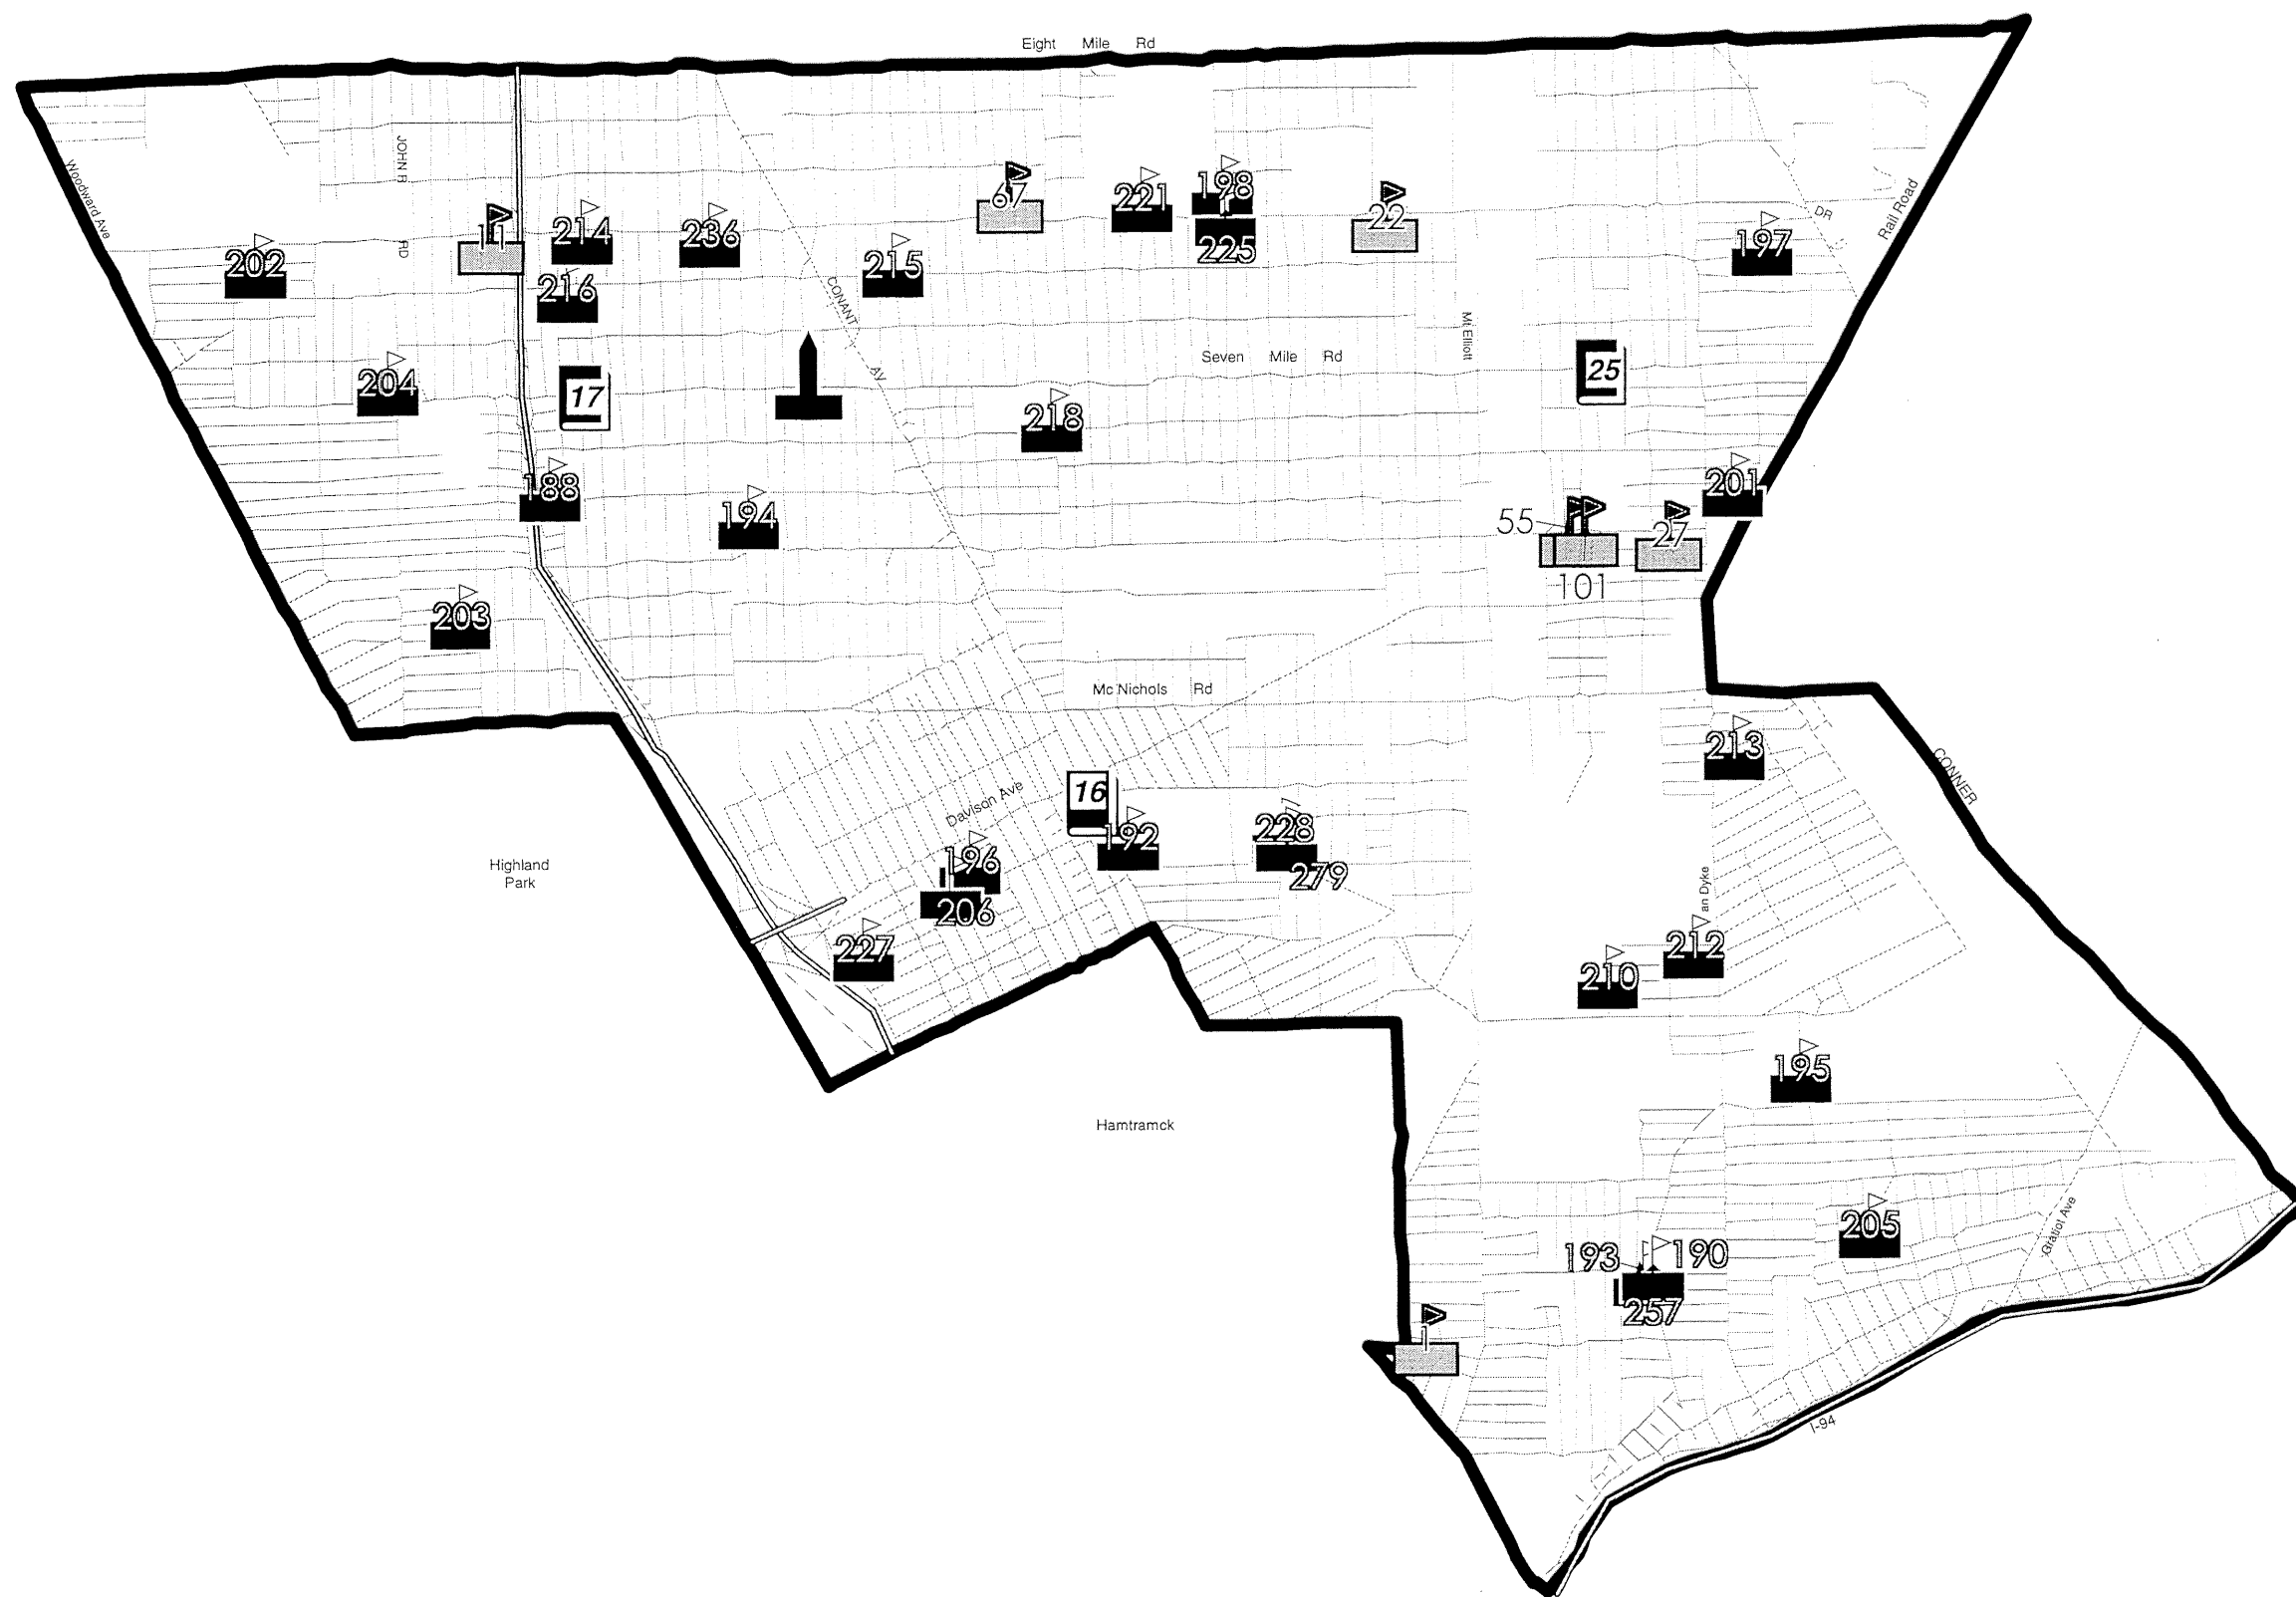 Eight Mile Rd
Woodward Ave
JOHN R
RD
CONANT
AV
DR
Rail Road
67
221
198
225
22
197
11
214
236
215
202
216
Seven Mile Rd
Mt Elliott
25
204
17
218
188
194
201
55
27
101
203
Mc Nichols Rd
213
CONNER
16
Davison Ave
192
228
279
Highland
Park
196
206
227
an Dyke
212
210
195
Hamtramck
205
Gratiot Ave
193
190
257
1
I-94